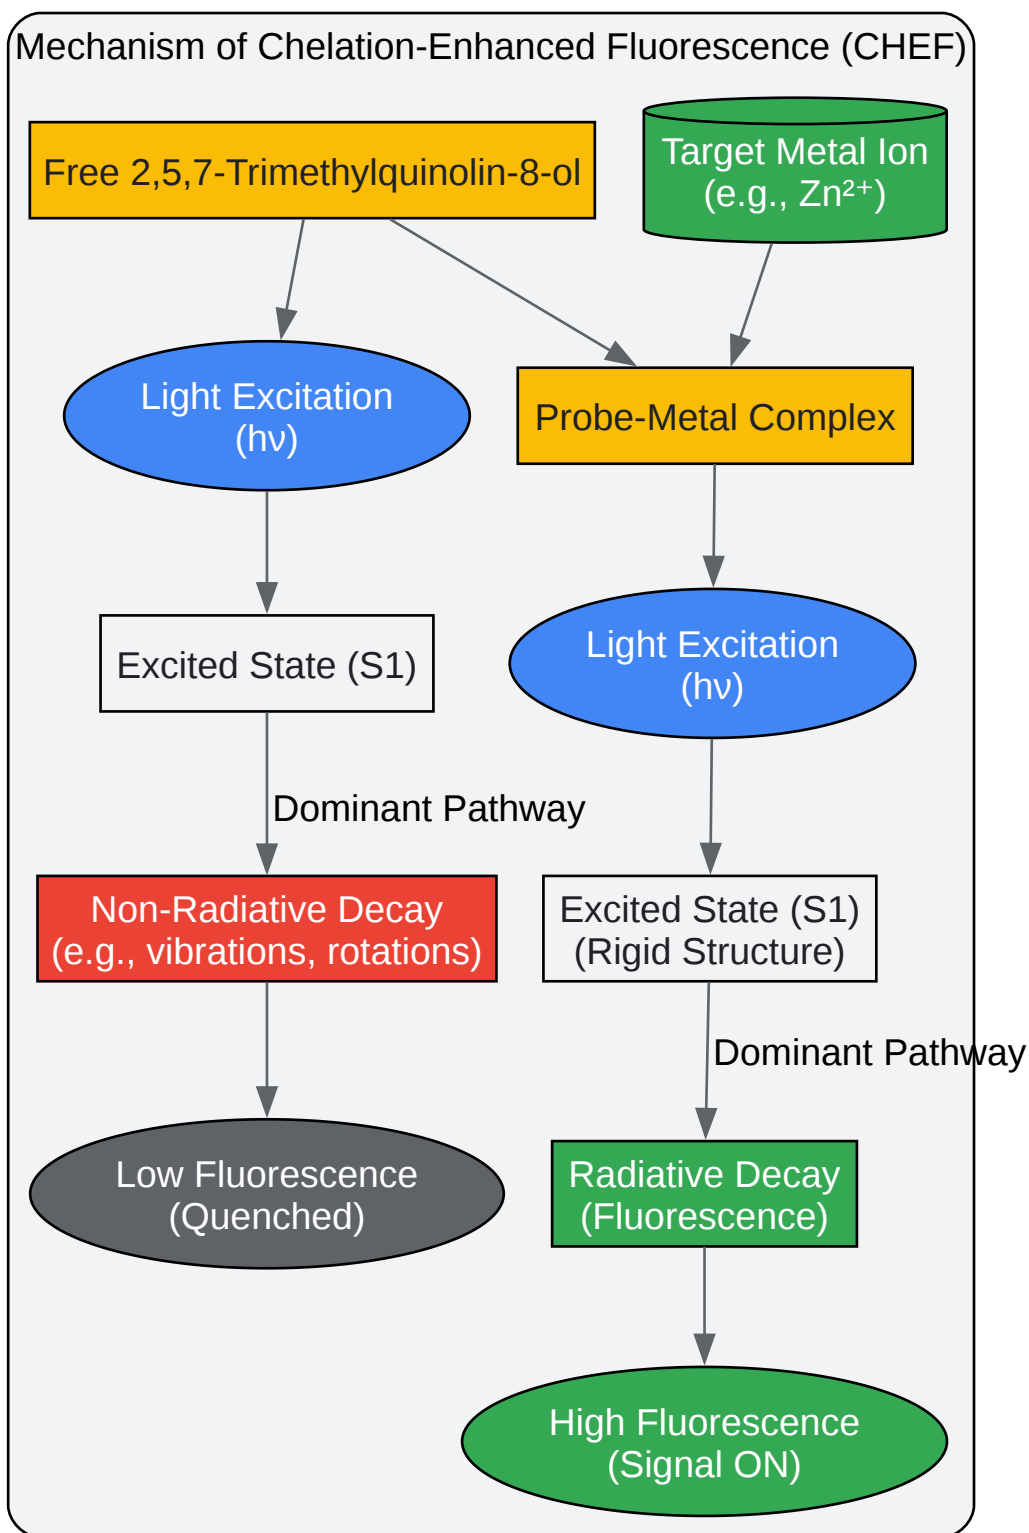 Mechanism of Chelation-Enhanced Fluorescence (CHEF)
Free 2,5,7-Trimethylquinolin-8-ol
Target Metal Ion
(e.g., Zn²⁺)
Light Excitation
(hν)
Probe-Metal Complex
Excited State (S1)
Light Excitation
(hν)
Dominant Pathway
Non-Radiative Decay
(e.g., vibrations, rotations)
Excited State (S1)
(Rigid Structure)
Dominant Pathway
Low Fluorescence
(Quenched)
Radiative Decay
(Fluorescence)
High Fluorescence
(Signal ON)